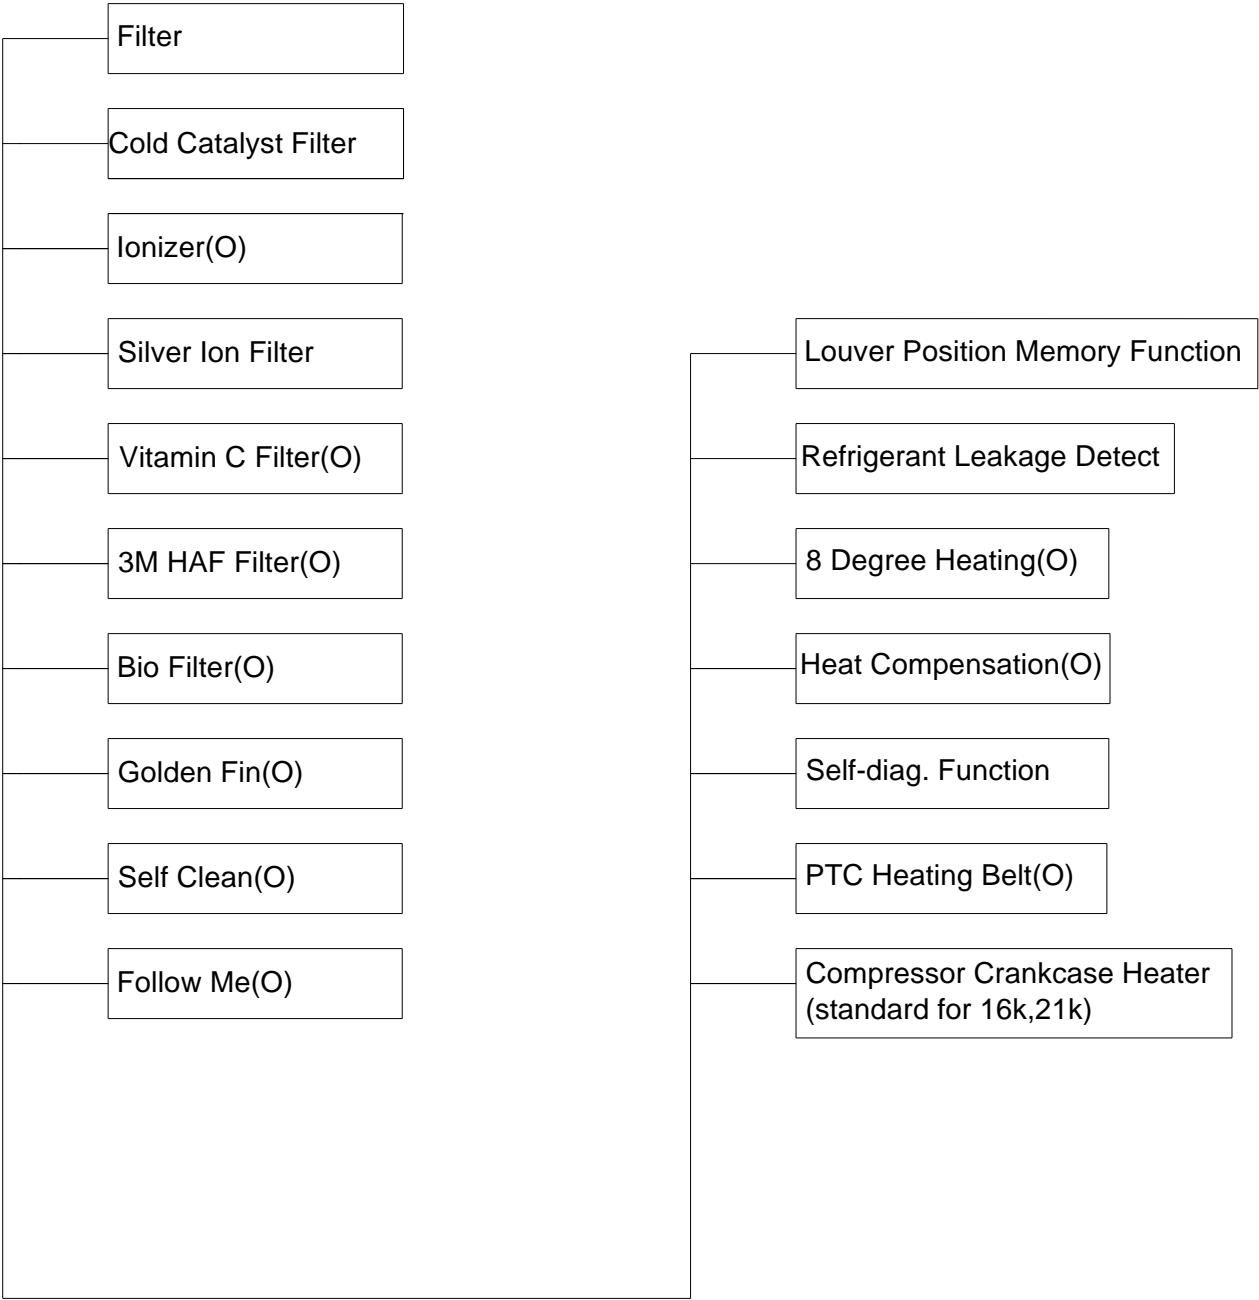 Filter
Cold Catalyst Filter
Ionizer(O)
Silver Ion Filter
Vitamin C Filter(O)
3M HAF Filter(O)
Bio Filter(O)
Golden Fin(O)
Self Clean(O)
Follow Me(O)
Louver Position Memory Function
Refrigerant Leakage Detect
8 Degree Heating(O)
Heat Compensation(O)
Self-diag. Function
PTC Heating Belt(O)
Compressor Crankcase Heater
(standard for 16k,21k)